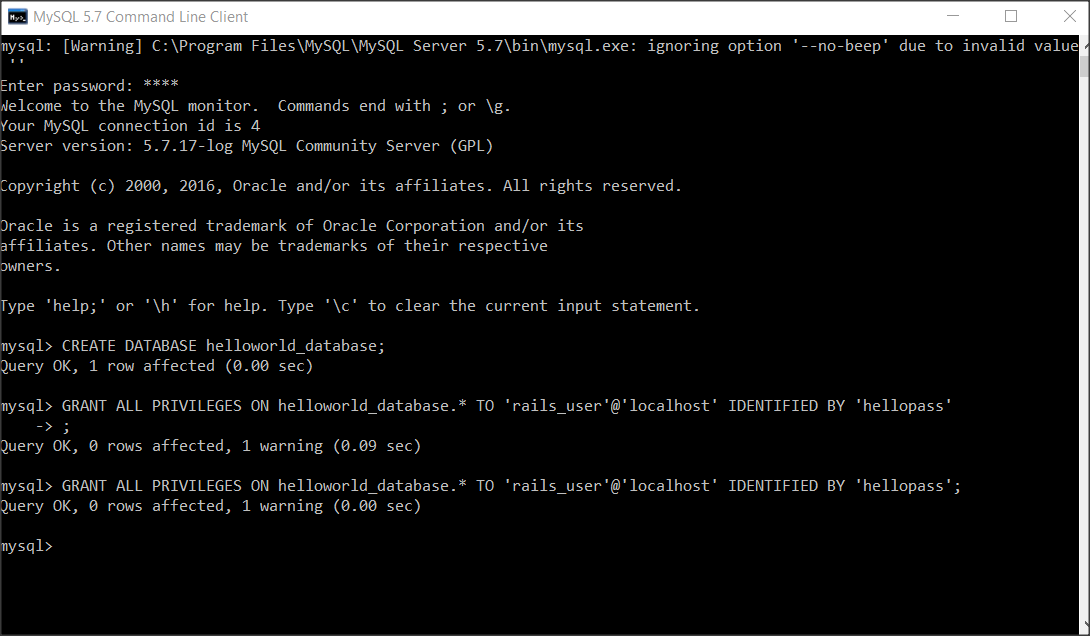 MySQL 5.7 Command Line Client
mysql: [Warning] C:\Program Files\MySQL\MySQL Server 5.7\bin\mysql.exe: ignoring option '--no-beep' due to invalid value
 ''
Enter password: ****
Welcome to the MySQL monitor.  Commands end with ; or \g.
Your MySQL connection id is 4
Server version: 5.7.17-log MySQL Community Server (GPL)
Copyright (c) 2000, 2016, Oracle and/or its affiliates. All rights reserved.
Oracle is a registered trademark of Oracle Corporation and/or its
affiliates. Other names may be trademarks of their respective
owners.
Type 'help;' or '\h' for help. Type '\c' to clear the current input statement.
mysql> CREATE DATABASE helloworld_database;
Query OK, 1 row affected (0.00 sec)
mysql> GRANT ALL PRIVILEGES ON helloworld_database.* TO 'rails_user'@'localhost' IDENTIFIED BY 'hellopass'
    -> ;
Query OK, 0 rows affected, 1 warning (0.09 sec)
mysql> GRANT ALL PRIVILEGES ON helloworld_database.* TO 'rails_user'@'localhost' IDENTIFIED BY 'hellopass';
Query OK, 0 rows affected, 1 warning (0.00 sec)
mysql>